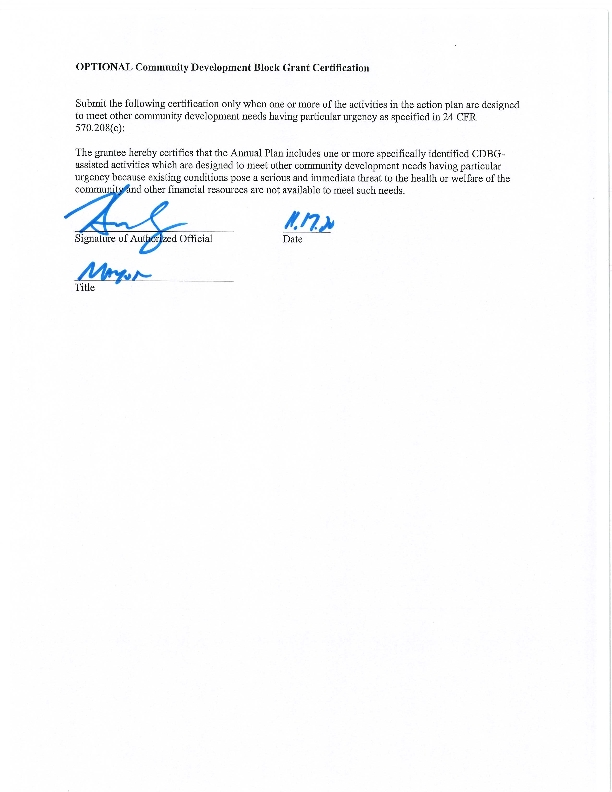 OPTIONAL Community Development Block Grant Certification
Submit the following certification only when one or more of the activities in the action plan are designed
to meet other community development needs having particular urgency as specified in 24 CFR
570.208(c):
The grantee hereby certifies that the Annual Plan includes one or more specifically identified CDBG-
assisted activities which are designed to meet other community development needs having particular
urgency because existing conditions pose a serious and immediate threat to the health or welfare of the
community and other financial resources are not available to meet such needs.
11.17.20
Signature of Authorized Official Date
Mayor
Title